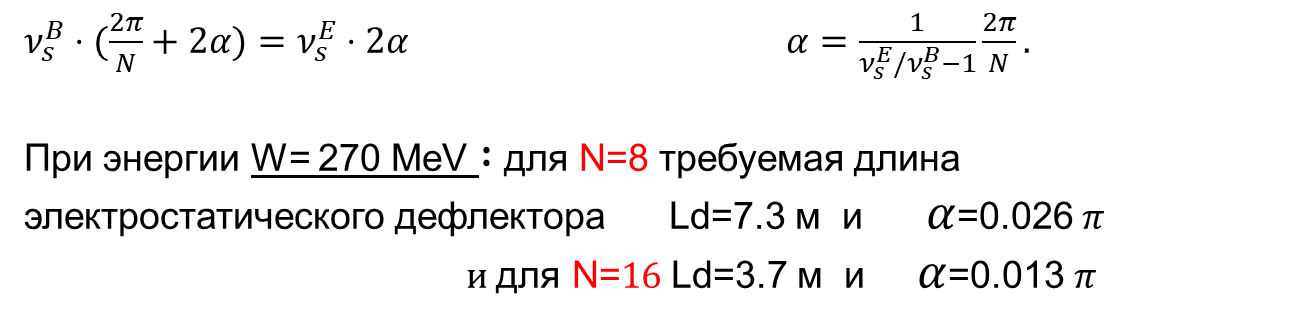 ν_s^B · (2π/N + 2α) = ν_s^E · 2α    α = 1/(ν_s^E/ν_s^B−1) 2π/N .
При энергии W= 270 MeV : для N=8 требуемая длина
электростатического дефлектора Ld=7.3 м и α=0.026 π
и для N=16 Ld=3.7 м и α=0.013 π